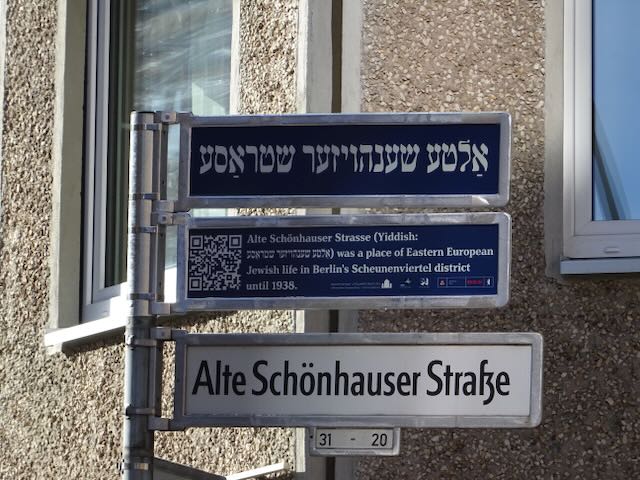 אַלטע שענהויזער שטראַסע
Alte Schönhauser Strasse (Yiddish:
אַלטע שענהויזער שטראַסע) was a place of Eastern European
Jewish life in Berlin's Scheunenviertel district
until 1938.
Alte Schönhauser Straße
31 - 20